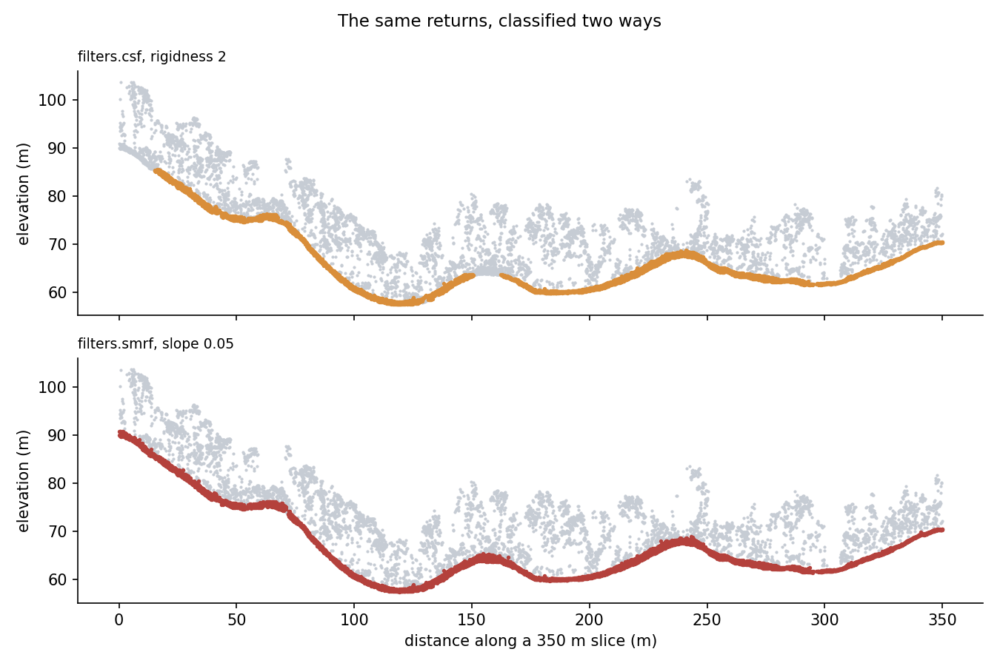 The same returns, classified two ways
filters.csf, rigidness 2
elevation (m)
100
90
80
70
60
filters.smrf, slope 0.05
elevation (m)
100
90
80
70
60
0 50 100 150 200 250 300 350
distance along a 350 m slice (m)